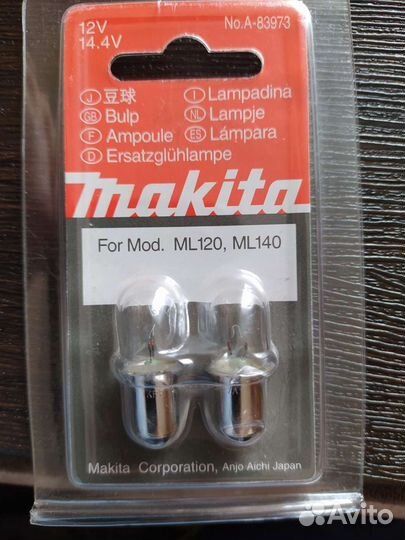 12V No.A-83973
14.4V
J 豆球 I Lampadina
GB Bulp NL Lampje
F Ampoule ES Lámpara
D Ersatzglühlampe
makita
For Mod. ML120, ML140
Makita Corporation, Anjo Aichi Japan
Avito